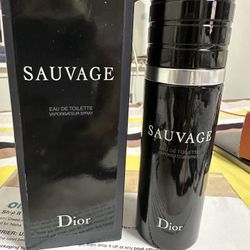 SAUVAGE
EAU DE TOILETTE
VAPORISATEUR SPRAY
Dior
SAUVAGE
EAU DE TOILETTE
VAPORISATEUR SPRAY
Dior